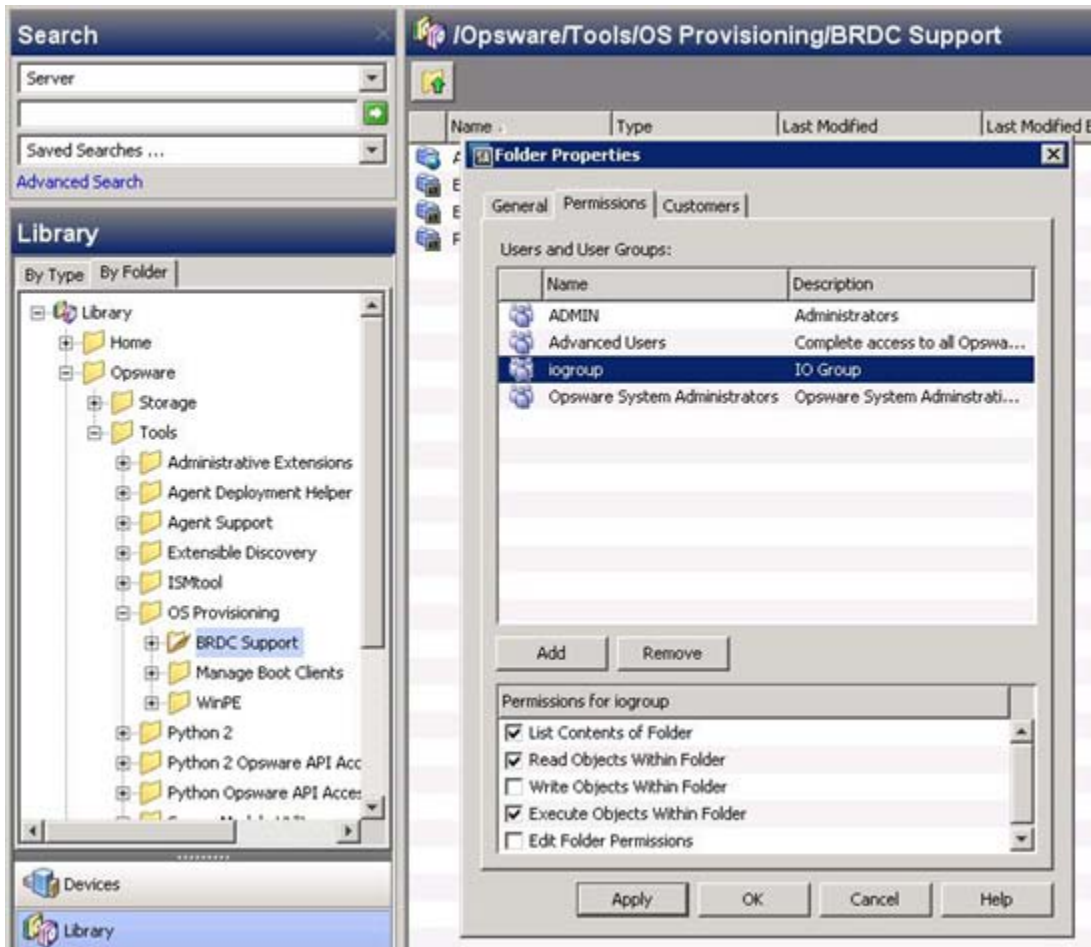 Search
Server
Saved Searches ...
Advanced Search
Library
By Type
By Folder
Library
Home
Opsware
Storage
Tools
Administrative Extensions
Agent Deployment Helper
Agent Support
Extensible Discovery
ISMtool
OS Provisioning
BRDC Support
Manage Boot Clients
WinPE
Python 2
Python 2 Opsware API Acc
Python Opsware API Acce
Devices
Library
/Opsware/Tools/OS Provisioning/BRDC Support
Name Type Last Modified Last Modified B
A
E
E
F
Folder Properties
General Permissions Customers
Users and User Groups:
Name Description
ADMIN Administrators
Advanced Users Complete access to all Opswa...
iogroup IO Group
Opsware System Administrators Opsware System Adminstrati...
Add Remove
Permissions for iogroup
List Contents of Folder
Read Objects Within Folder
Write Objects Within Folder
Execute Objects Within Folder
Edit Folder Permissions
Apply OK Cancel Help